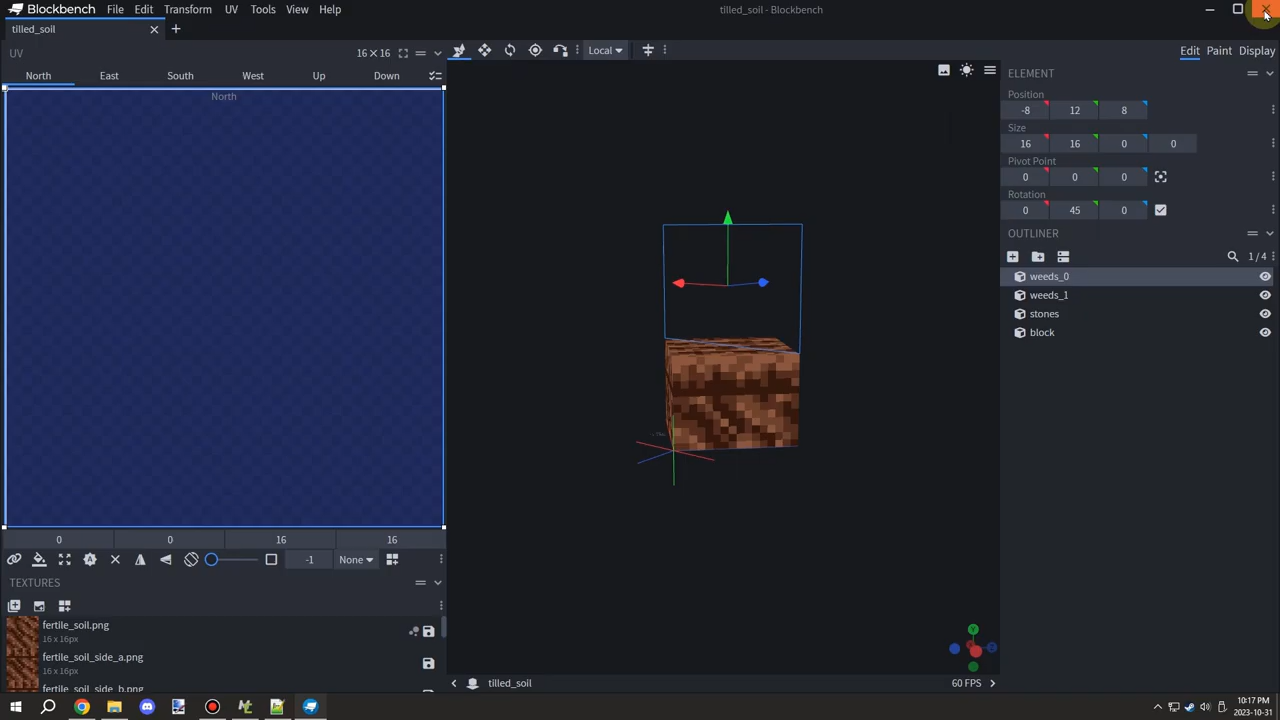 Blockbench File Edit Transform UV Tools View Help
tilled_soil - Blockbench
tilled_soil
UV 16 × 16
North East South West Up Down
North
0 0 16 16
-1 None
TEXTURES
fertile_soil.png
16 x 16px
fertile_soil_side_a.png
16 x 16px
fertile_soil_side_b.png
Local
tilled_soil
60 FPS
Edit Paint Display
ELEMENT
Position
-8 12 8
Size
16 16 0 0
Pivot Point
0 0 0
Rotation
0 45 0
OUTLINER
1 / 4
weeds_0
weeds_1
stones
block
Y
10:17 PM
2023-10-31